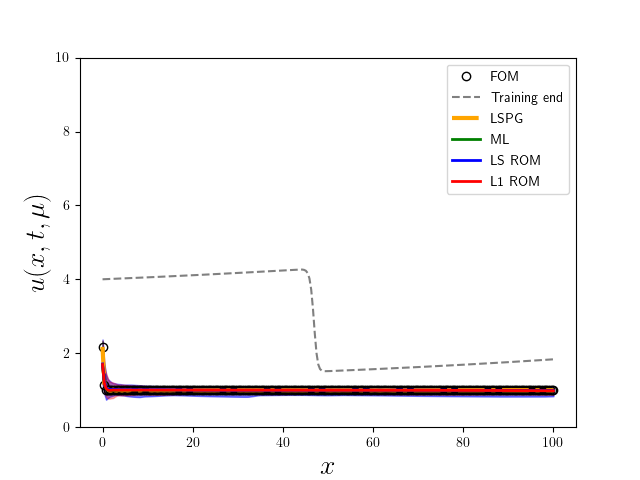 10
8
6
4
2
0
u(x, t, μ)
0 20 40 60 80 100
x
FOM
Training end
LSPG
ML
LS ROM
L1 ROM